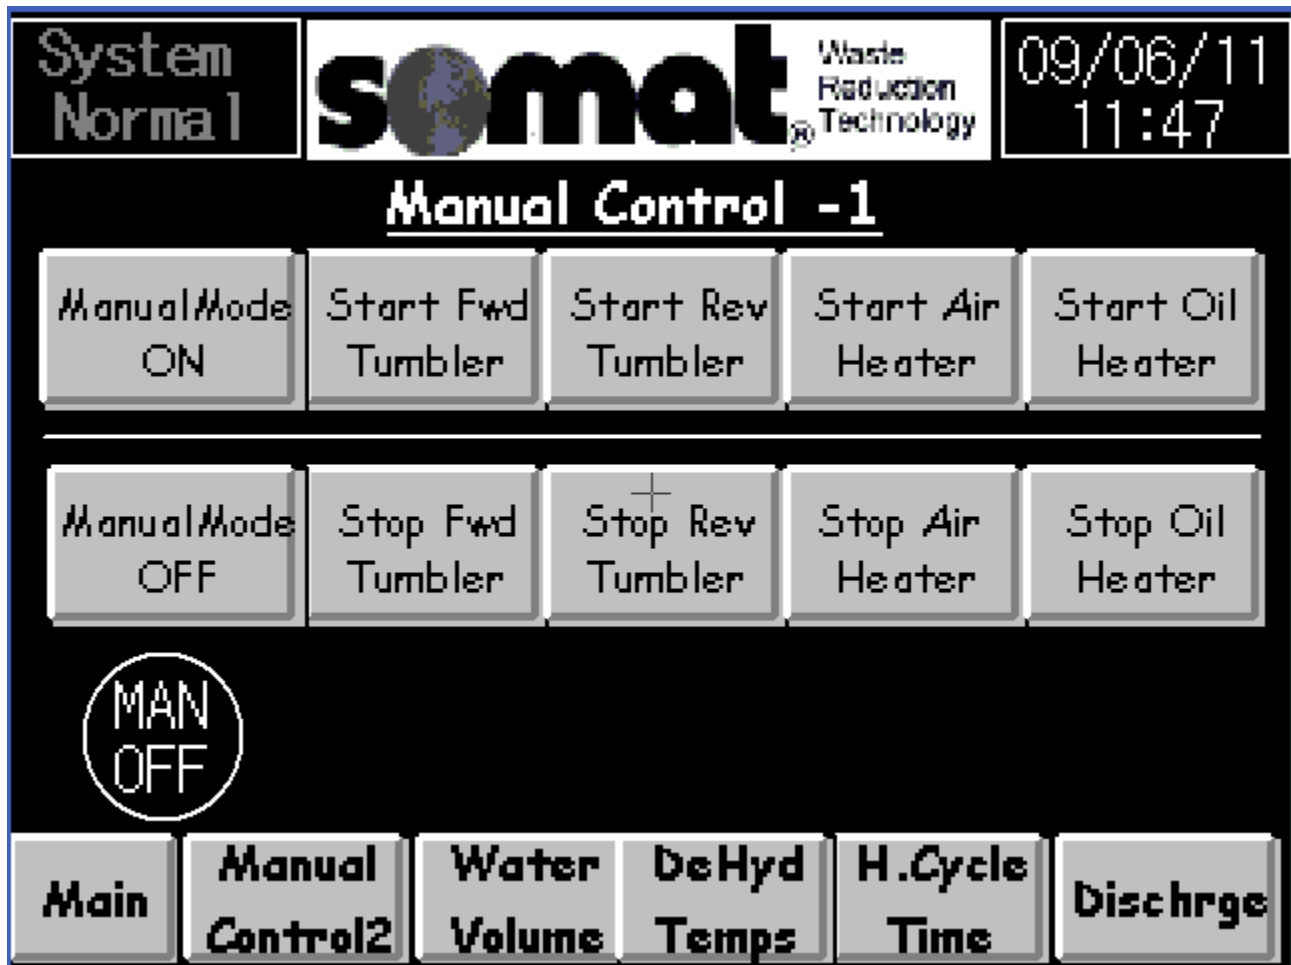 System
Normal
somat®
Waste
Reduction
Technology
09/06/11
11:47
Manual Control -1
ManualMode
ON
Start Fwd
Tumbler
Start Rev
Tumbler
Start Air
Heater
Start Oil
Heater
ManualMode
OFF
Stop Fwd
Tumbler
Stop Rev
Tumbler
Stop Air
Heater
Stop Oil
Heater
MAN
OFF
Main
Manual
Control2
Water
Volume
DeHyd
Temps
H.Cycle
Time
Dischrge